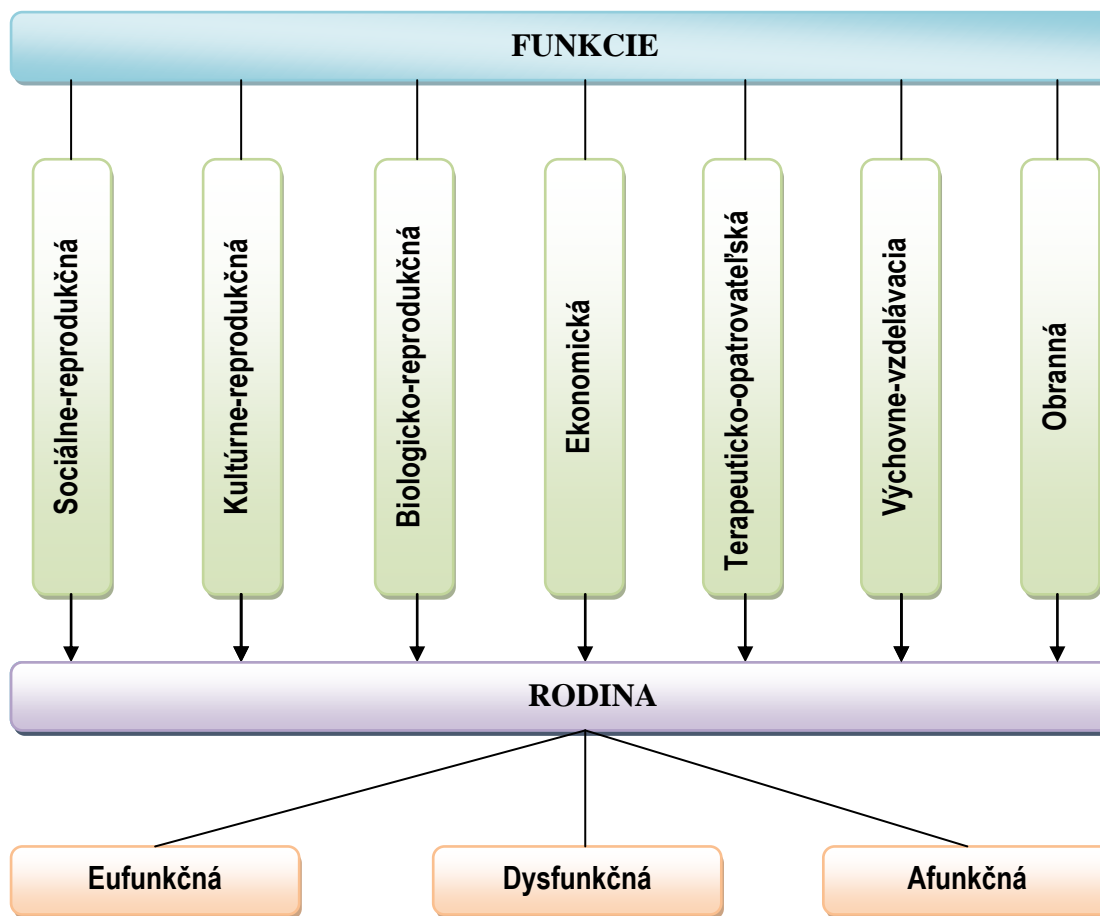 FUNKCIE
Sociálne-reprodukčná
Kultúrne-reprodukčná
Biologicko-reprodukčná
Ekonomická
Terapeuticko-opatrovateľská
Výchovne-vzdelávacia
Obranná
RODINA
Eufunkčná
Dysfunkčná
Afunkčná